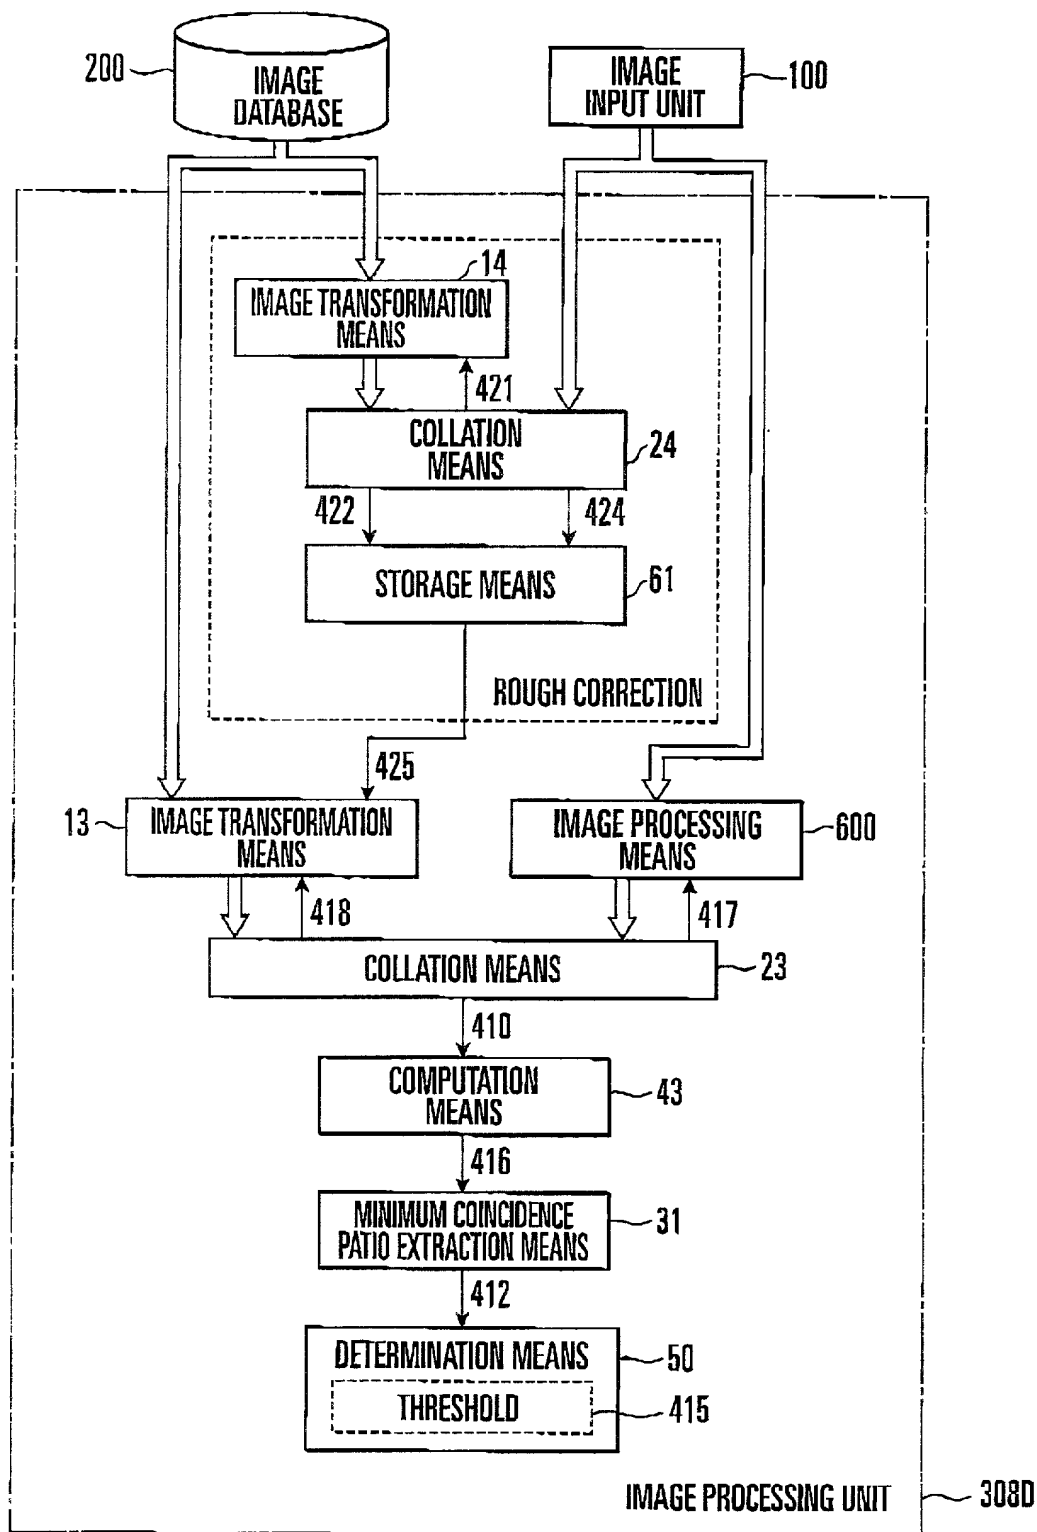 200
IMAGE
DATABASE
IMAGE
INPUT UNIT
100
14
IMAGE TRANSFORMATION
MEANS
421
COLLATION
MEANS
24
422
424
STORAGE MEANS
61
ROUGH CORRECTION
425
13
IMAGE TRANSFORMATION
MEANS
IMAGE PROCESSING
MEANS
600
418
417
COLLATION MEANS
23
410
COMPUTATION
MEANS
43
416
MINIMUM COINCIDENCE
PATIO EXTRACTION MEANS
31
412
DETERMINATION MEANS
50
THRESHOLD
415
IMAGE PROCESSING UNIT
308D